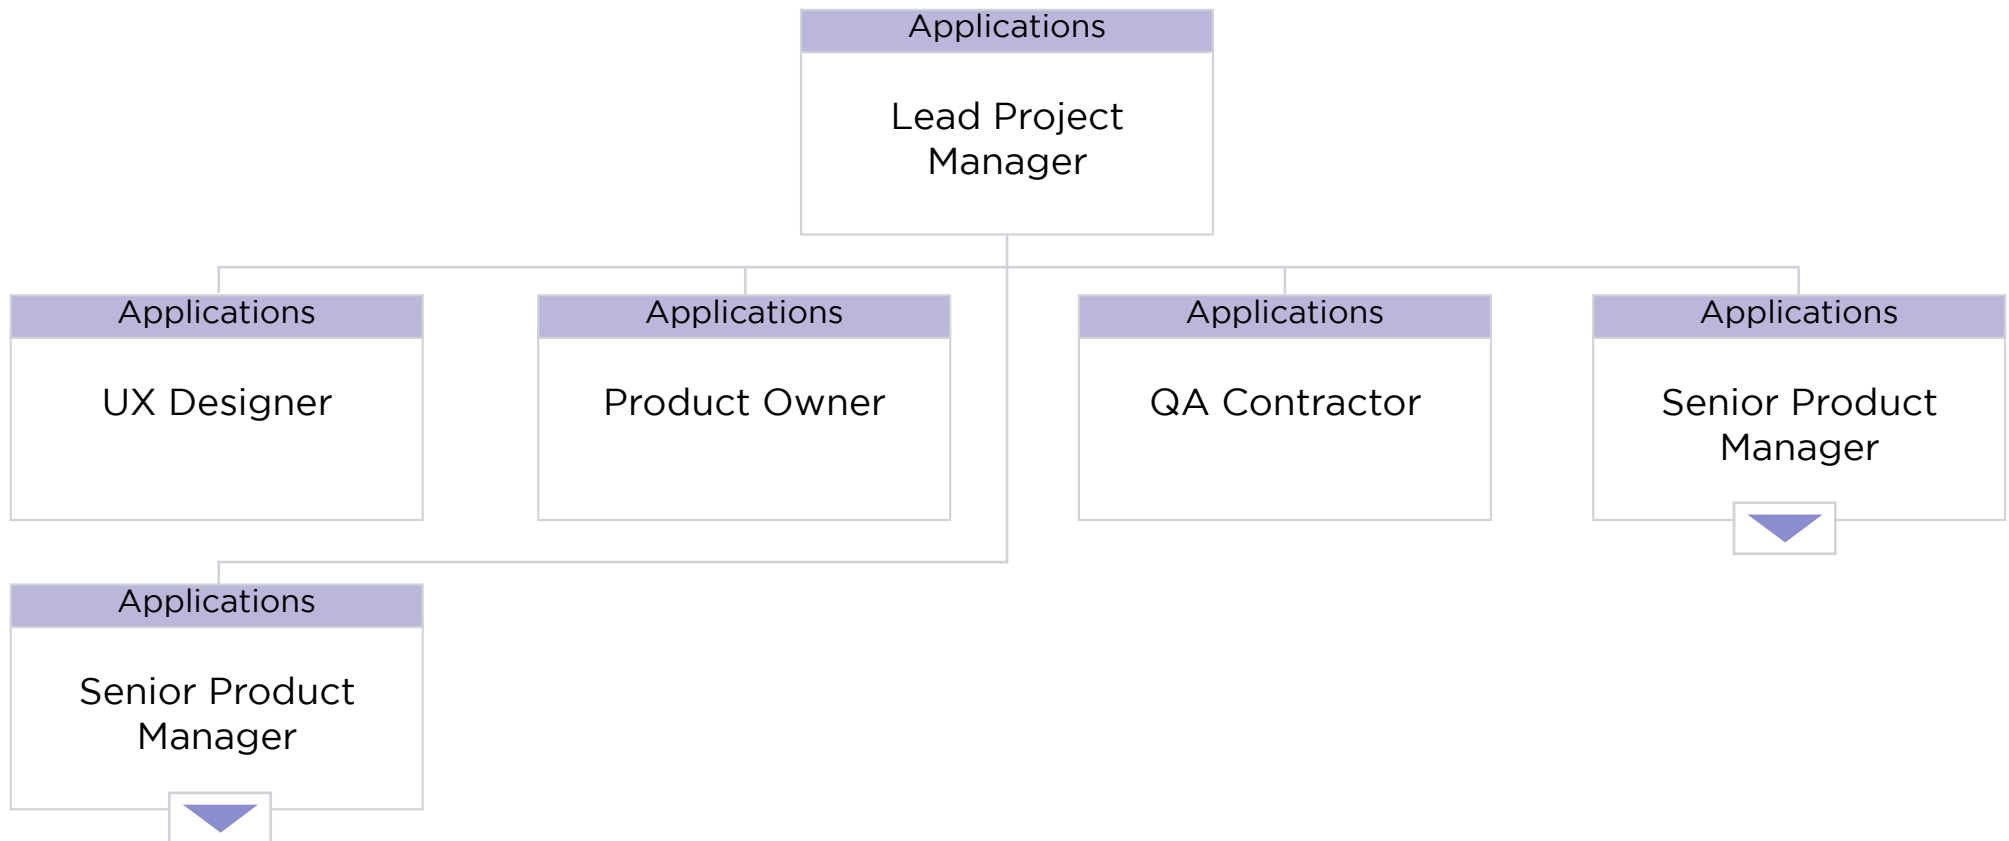 Applications
Lead Project
Manager
Applications
UX Designer
Applications
Product Owner
Applications
QA Contractor
Applications
Senior Product
Manager
Applications
Senior Product
Manager